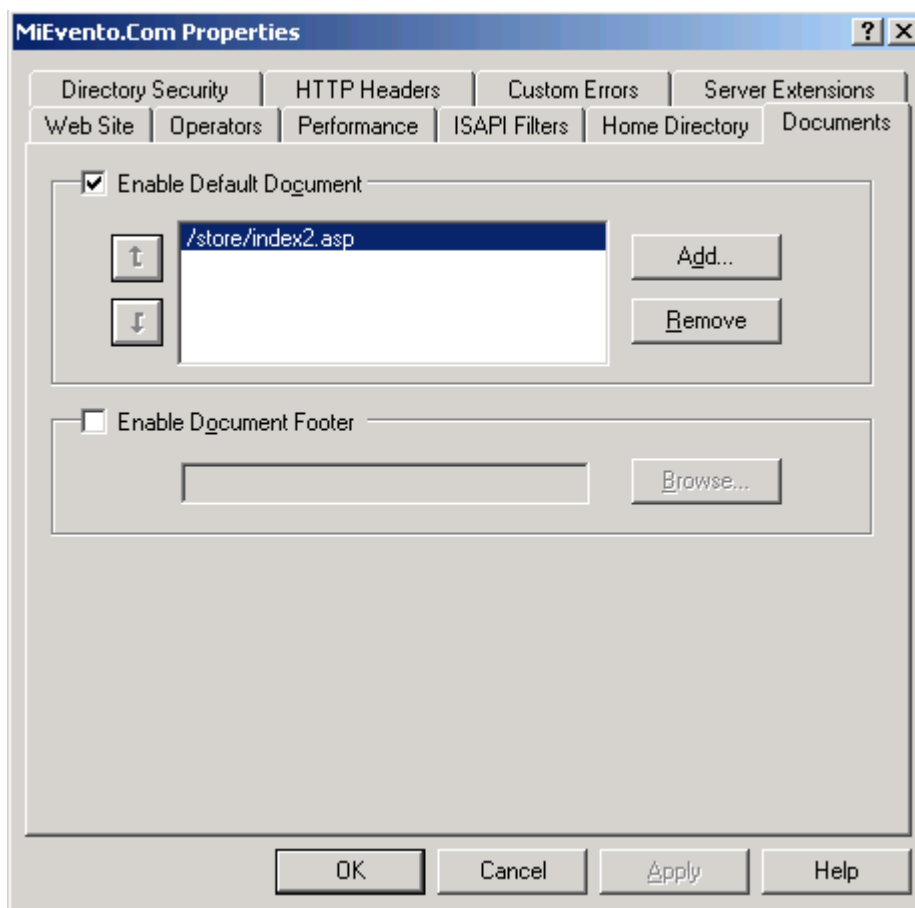 MiEvento.Com Properties
Directory Security HTTP Headers Custom Errors Server Extensions
Web Site Operators Performance ISAPI Filters Home Directory Documents
Enable Default Document
/store/index2.asp
Add...
Remove
Enable Document Footer
Browse...
OK Cancel Apply Help